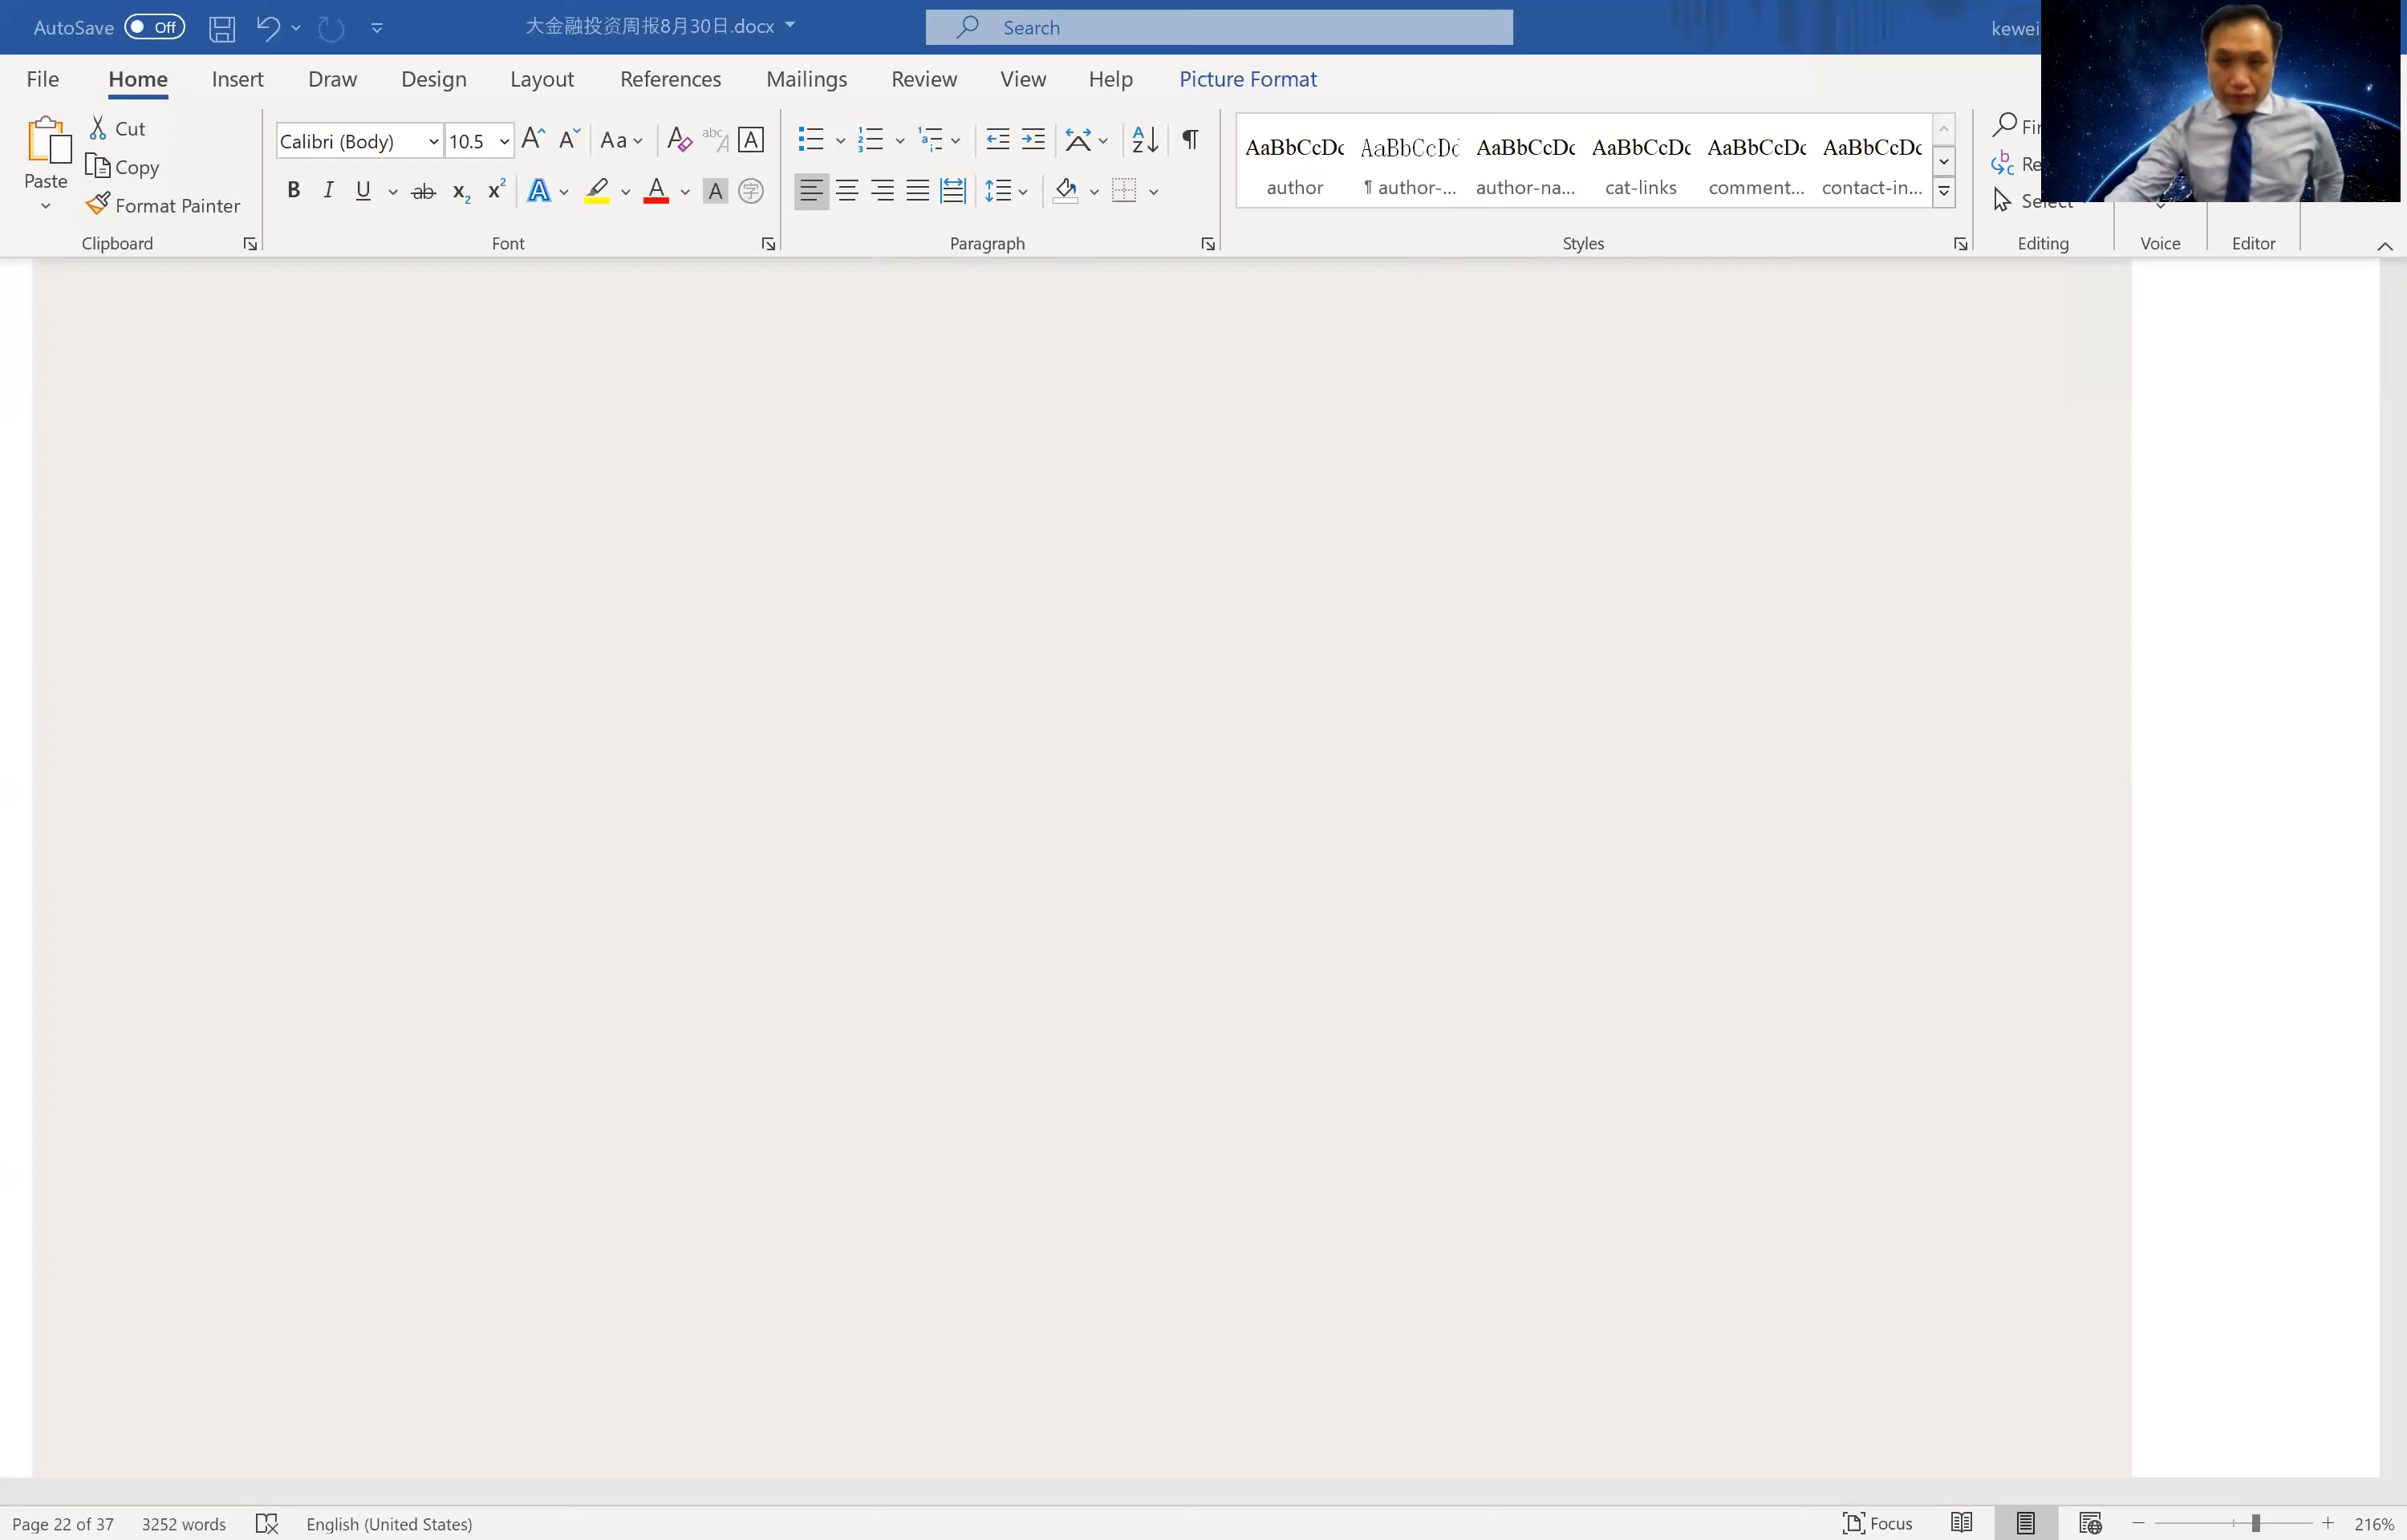 AutoSave Off 大金融投资周报8月30日.docx Search kewei
File Home Insert Draw Design Layout References Mailings Review View Help Picture Format
Paste Cut Copy Format Painter
Calibri (Body) 10.5 Aa
AaBbCcDc AaBbCcDc AaBbCcDc AaBbCcDc AaBbCcDc AaBbCcDc
author ¶ author-... author-na... cat-links comment... contact-in...
Select
Clipboard Font Paragraph Styles Editing Voice Editor
Page 22 of 37 3252 words English (United States) Focus 216%